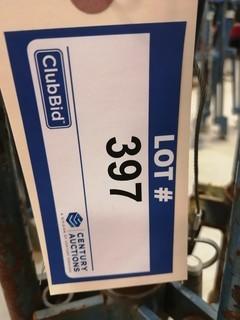 LOT #
397
ClubBid
CENTURY
AUCTIONS